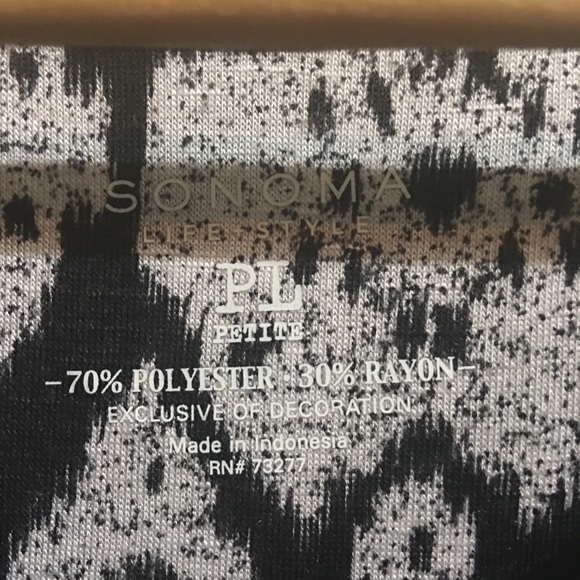 SONOMA
LIFE+STYLE
PL
PETITE
–70% POLYESTER · 30% RAYON–
EXCLUSIVE OF DECORATION
Made in Indonesia
RN# 73277